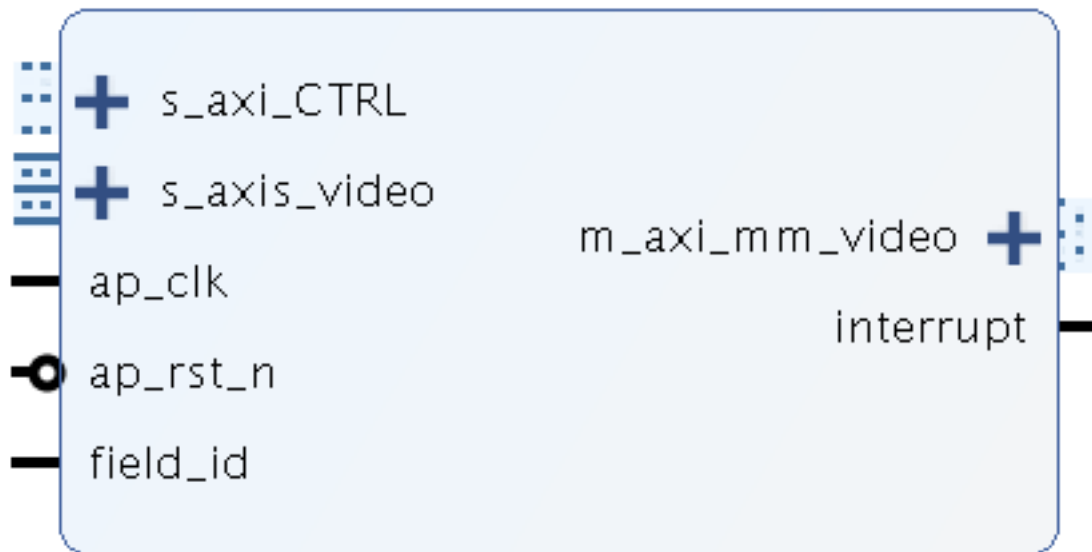 s_axi_CTRL
s_axis_video
ap_clk
ap_rst_n
field_id
m_axi_mm_video
interrupt